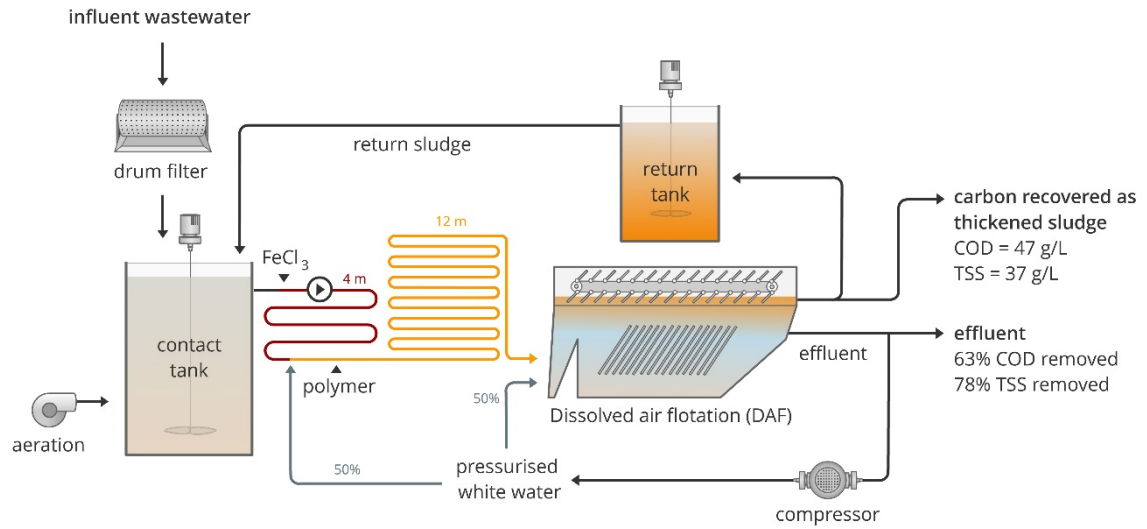 influent wastewater
drum filter
return sludge
return
tank
carbon recovered as
thickened sludge
COD = 47 g/L
TSS = 37 g/L
12 m
FeCl3
4 m
contact
tank
polymer
effluent
effluent
63% COD removed
78% TSS removed
50%
Dissolved air flotation (DAF)
aeration
50%
pressurised
white water
compressor